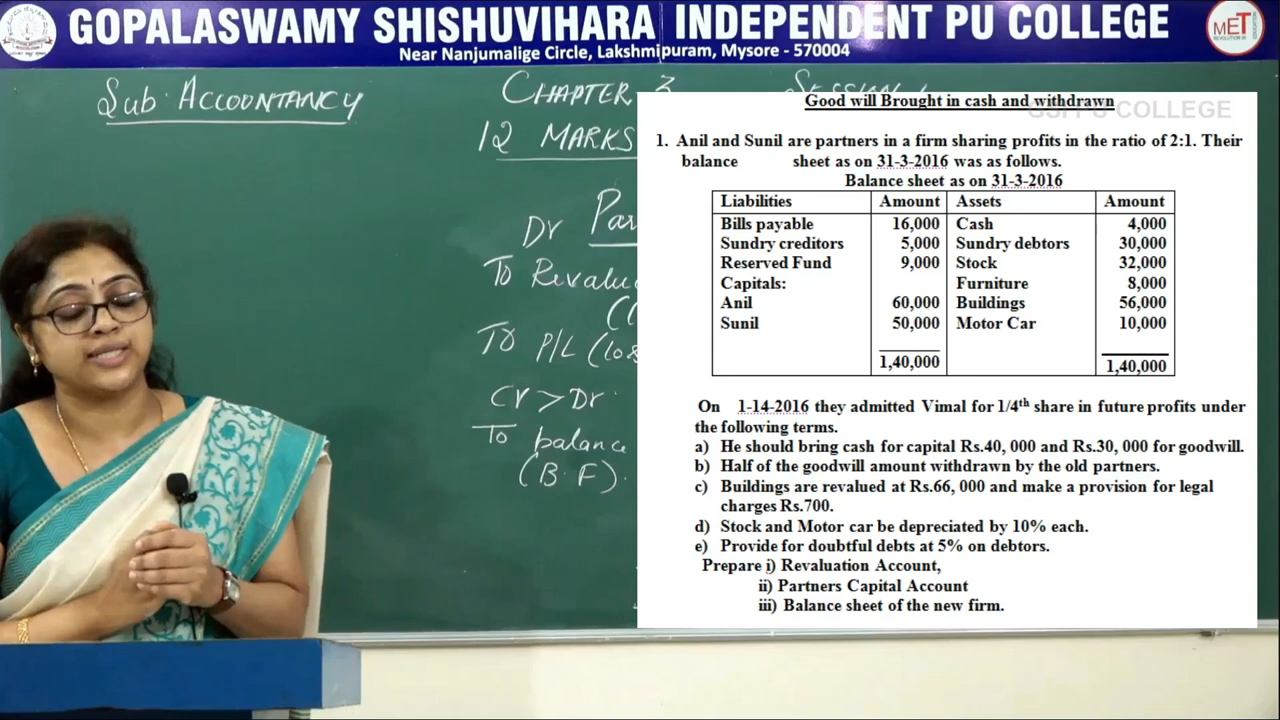 GOPALASWAMY SHISHUVIHARA INDEPENDENT PU COLLEGE
Near Nanjumalige Circle, Lakshmipuram, Mysore - 570004
MET
Sub. ACCOUNTANCY
CHAPTER 3
12 MARKS
Dr Par
To Revalu
To P/L (los
Cr > Dr
To balance
(B.F).
Good will Brought in cash and withdrawn
GSI PU COLLEGE
1. Anil and Sunil are partners in a firm sharing profits in the ratio of 2:1. Their
balance sheet as on 31-3-2016 was as follows.
Balance sheet as on 31-3-2016
Liabilities Amount Assets Amount
Bills payable 16,000 Cash 4,000
Sundry creditors 5,000 Sundry debtors 30,000
Reserved Fund 9,000 Stock 32,000
Capitals: Furniture 8,000
Anil 60,000 Buildings 56,000
Sunil 50,000 Motor Car 10,000
1,40,000 1,40,000
On 1-14-2016 they admitted Vimal for 1/4th share in future profits under
the following terms.
a) He should bring cash for capital Rs.40, 000 and Rs.30, 000 for goodwill.
b) Half of the goodwill amount withdrawn by the old partners.
c) Buildings are revalued at Rs.66, 000 and make a provision for legal
charges Rs.700.
d) Stock and Motor car be depreciated by 10% each.
e) Provide for doubtful debts at 5% on debtors.
Prepare i) Revaluation Account,
ii) Partners Capital Account
iii) Balance sheet of the new firm.